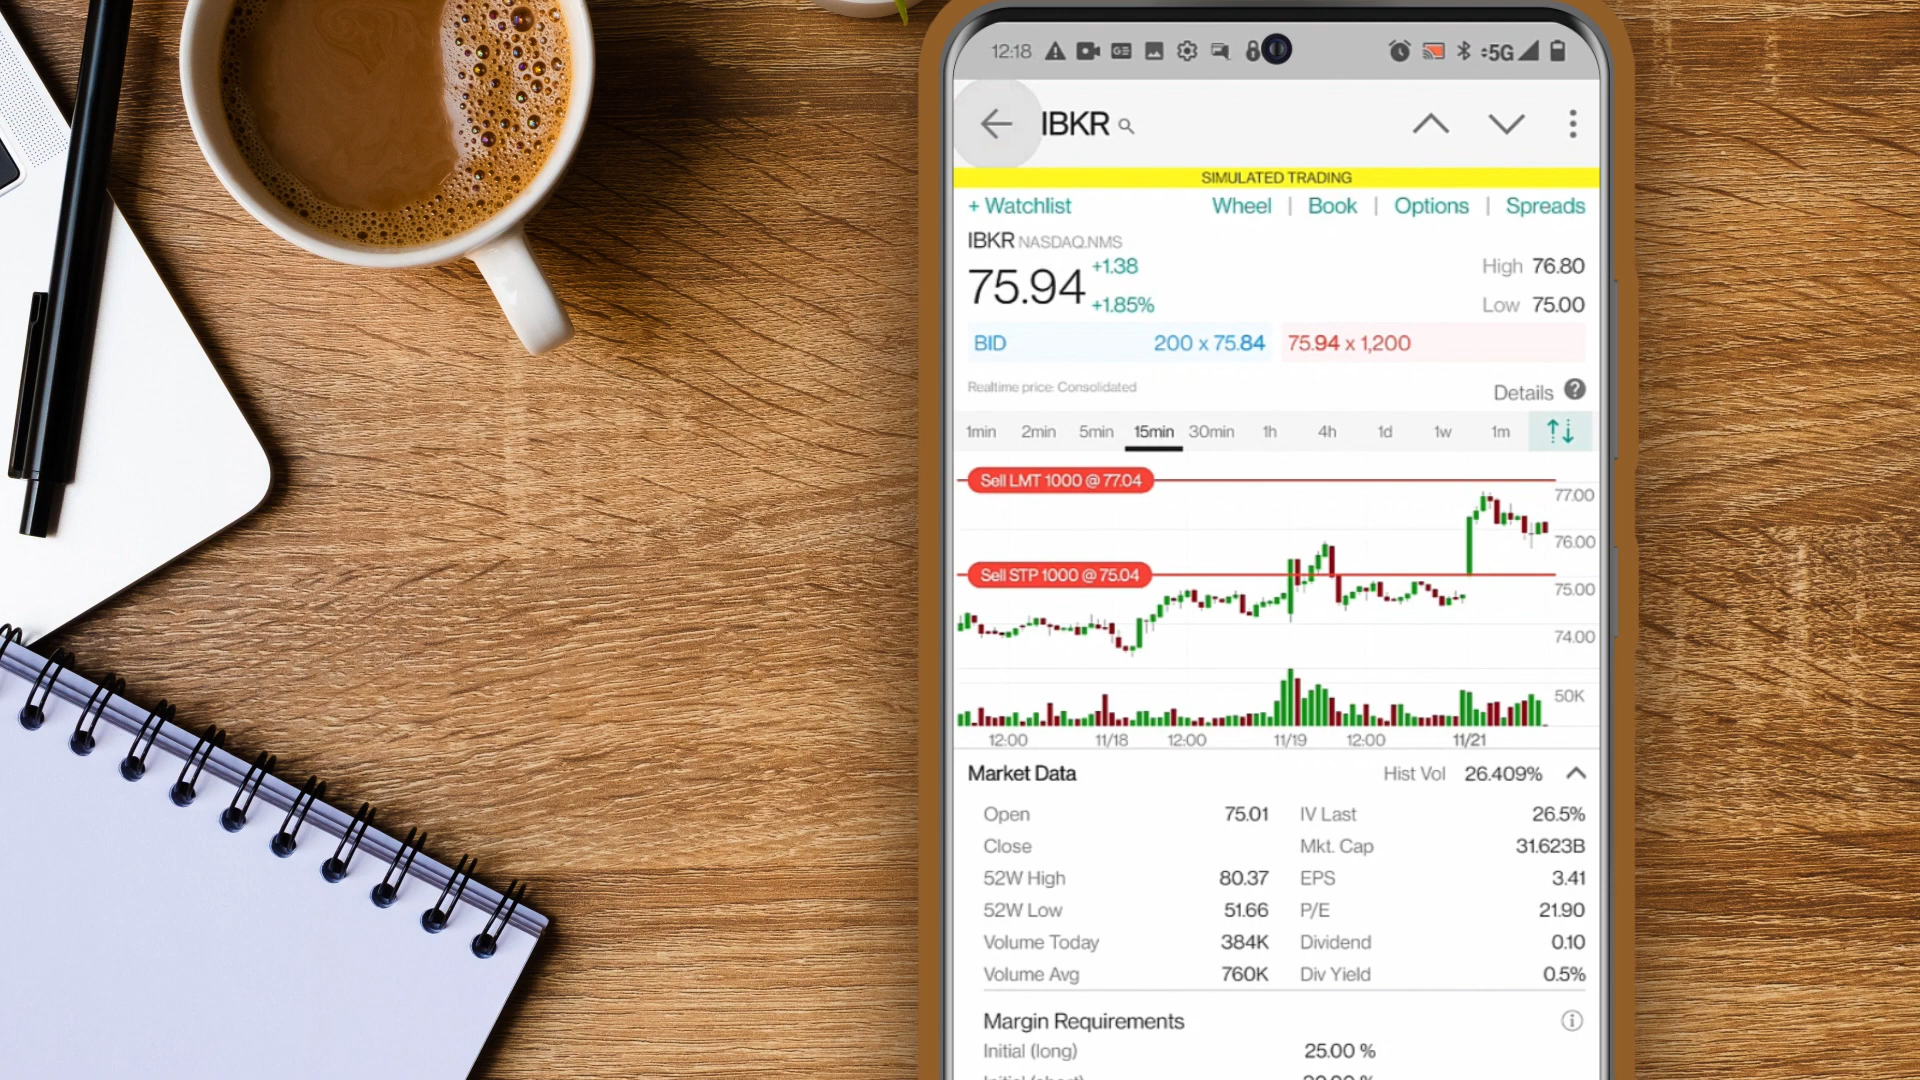 12:18 5G
IBKR
SIMULATED TRADING
+ Watchlist Wheel | Book | Options | Spreads
IBKR NASDAQ.NMS
75.94 +1.38 +1.85%
High 76.80
Low 75.00
BID 200 x 75.84 75.94 x 1,200
Realtime price: Consolidated
Details ?
1min 2min 5min 15min 30min 1h 4h 1d 1w 1m
Sell LMT 1000 @ 77.04
77.00
76.00
Sell STP 1000 @ 75.04
75.00
74.00
50K
12:00 11/18 12:00 11/19 12:00 11/21
Market Data Hist Vol 26.409%
Open 75.01 IV Last 26.5%
Close Mkt. Cap 31.623B
52W High 80.37 EPS 3.41
52W Low 51.66 P/E 21.90
Volume Today 384K Dividend 0.10
Volume Avg 760K Div Yield 0.5%
Margin Requirements
Initial (long) 25.00 %